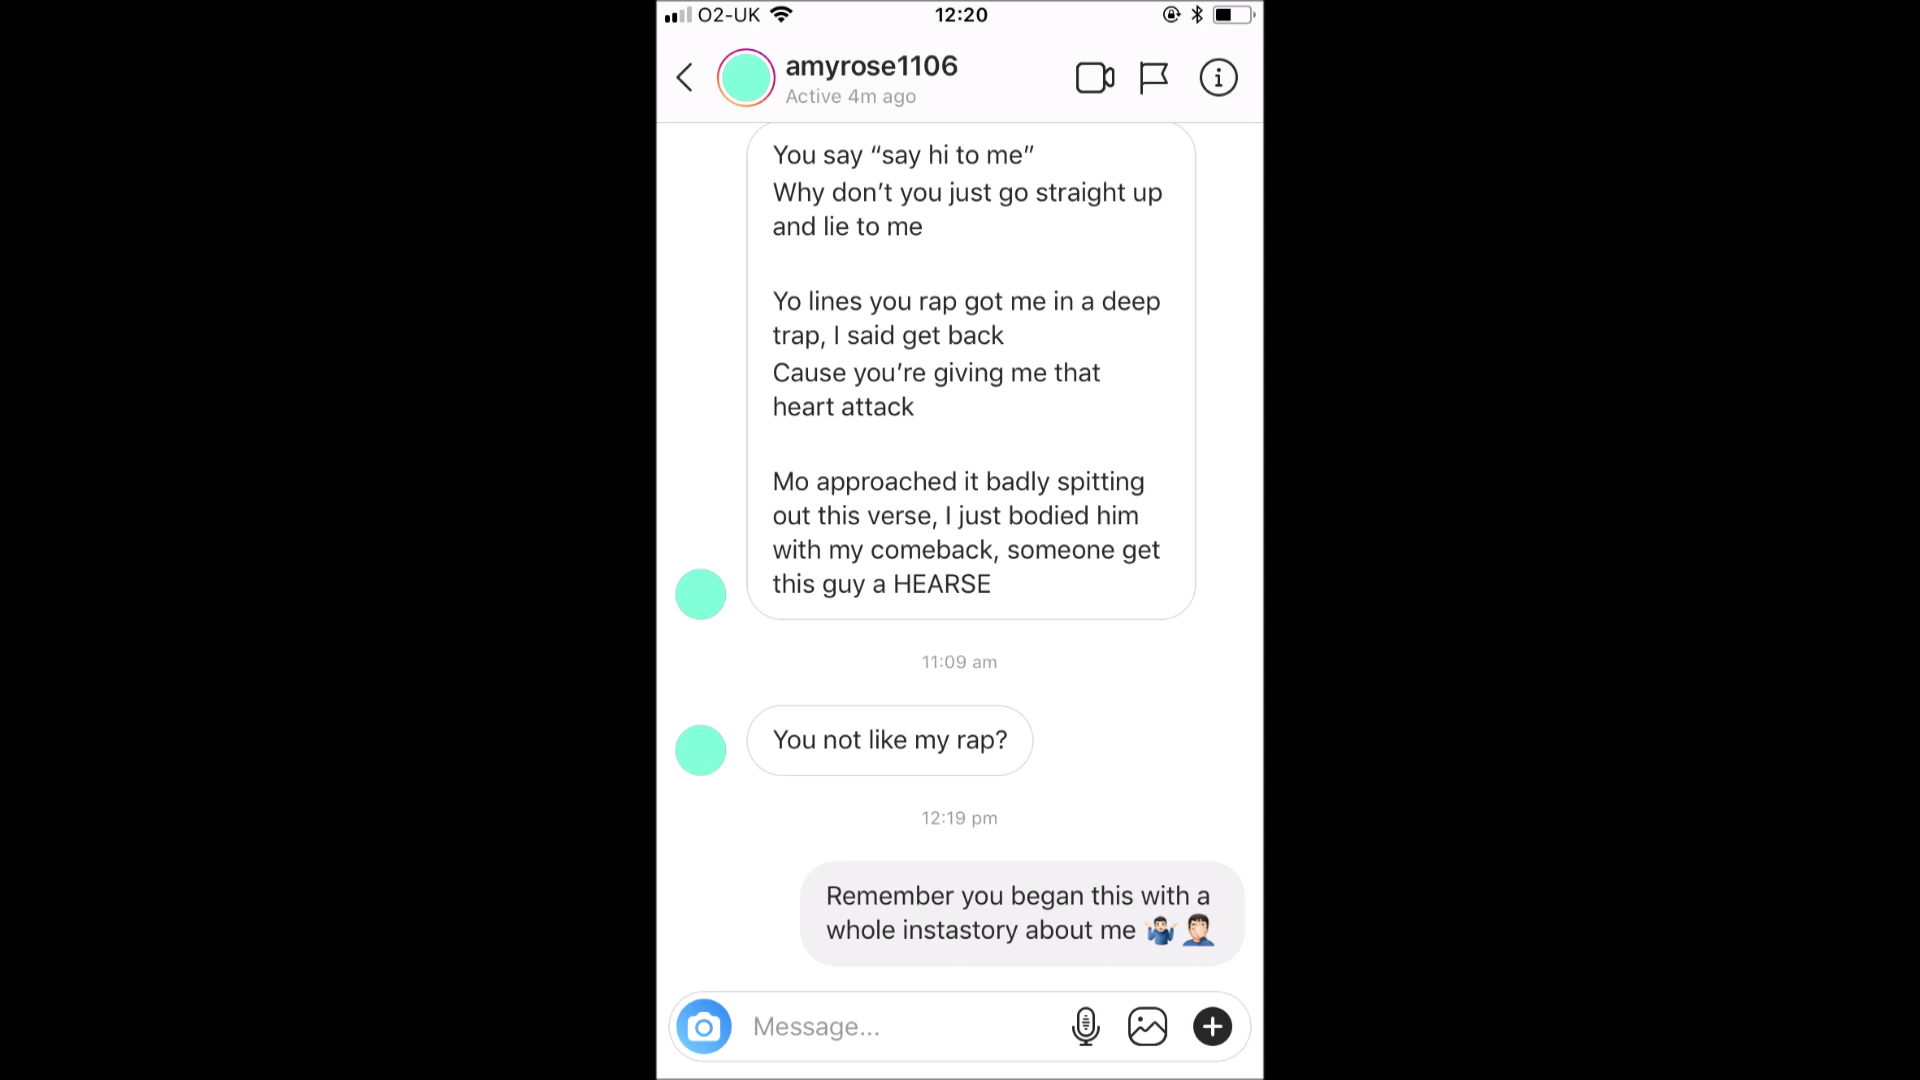 O2-UK
12:20
amyrose1106
Active 4m ago
You say “say hi to me”
Why don’t you just go straight up
and lie to me
Yo lines you rap got me in a deep
trap, I said get back
Cause you’re giving me that
heart attack
Mo approached it badly spitting
out this verse, I just bodied him
with my comeback, someone get
this guy a HEARSE
11:09 am
You not like my rap?
12:19 pm
Remember you began this with a
whole instastory about me 🤷🏻‍♂️🤦🏻‍♂️
Message...